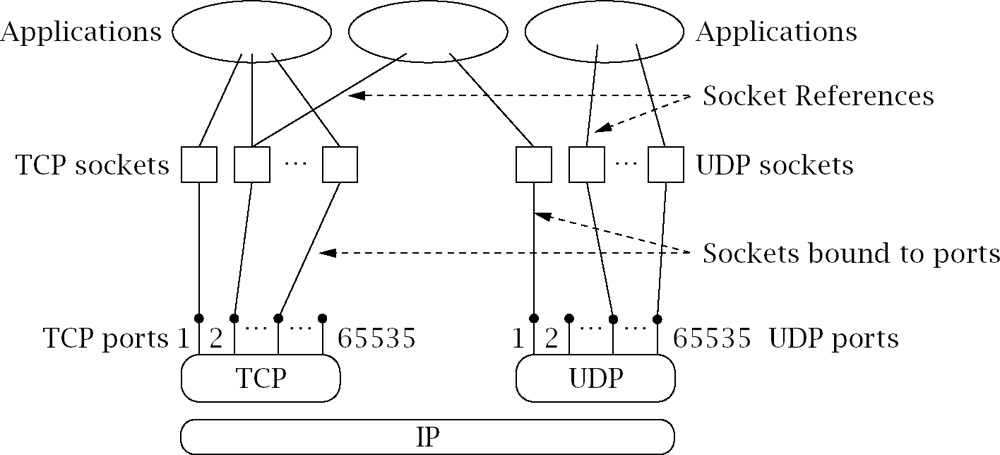 Applications Applications
Socket References
TCP sockets ... ... UDP sockets
Sockets bound to ports
TCP ports 1 2 ... ... 65535 1 2 ... ... 65535 UDP ports
TCP UDP
IP